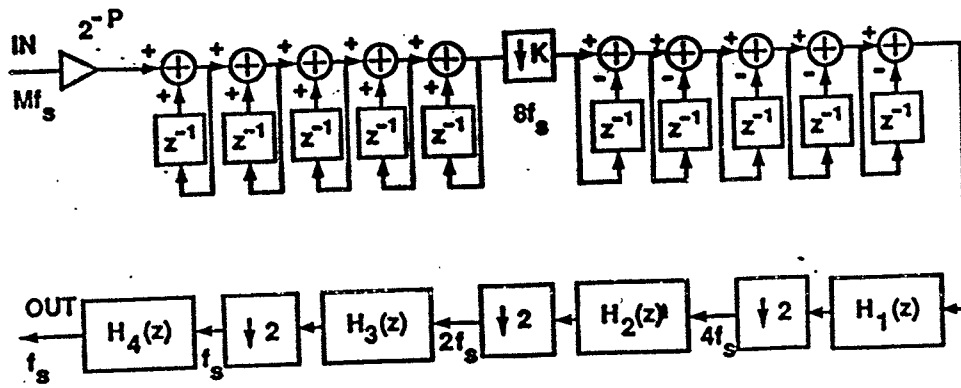 2^-P
IN
Mf_s
+ + + + +
+ + + + +
z^-1 z^-1 z^-1 z^-1 z^-1
↓K
8f_s
+ + + + +
- - - - -
z^-1 z^-1 z^-1 z^-1 z^-1
OUT
f_s
H_4(z)
f_s
↓2
H_3(z)
2f_s
↓2
H_2(z)
4f_s
↓2
H_1(z)